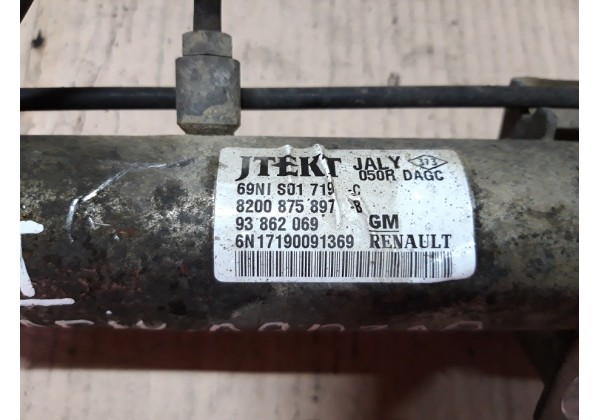 JTEKT JALY
050R DAGC
69NI S01 719 -C
8200 875 897 -B
93 862 069 GM
6N17190091369 RENAULT